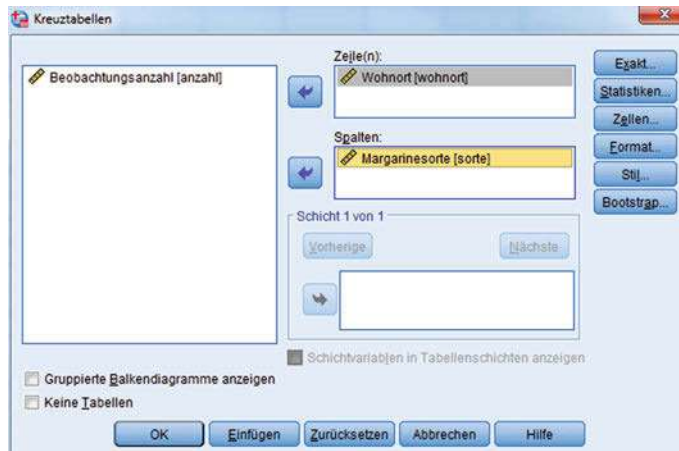 Kreuztabellen
Beobachtungsanzahl [anzahl]
Zeile(n):
Wohnort [wohnort]
Spalten:
Margarinesorte [sorte]
Schicht 1 von 1
Vorherige
Nächste
Schichtvariablen in Tabellenschichten anzeigen
Exakt...
Statistiken...
Zellen...
Format...
Stil...
Bootstrap...
Gruppierte Balkendiagramme anzeigen
Keine Tabellen
OK
Einfügen
Zurücksetzen
Abbrechen
Hilfe